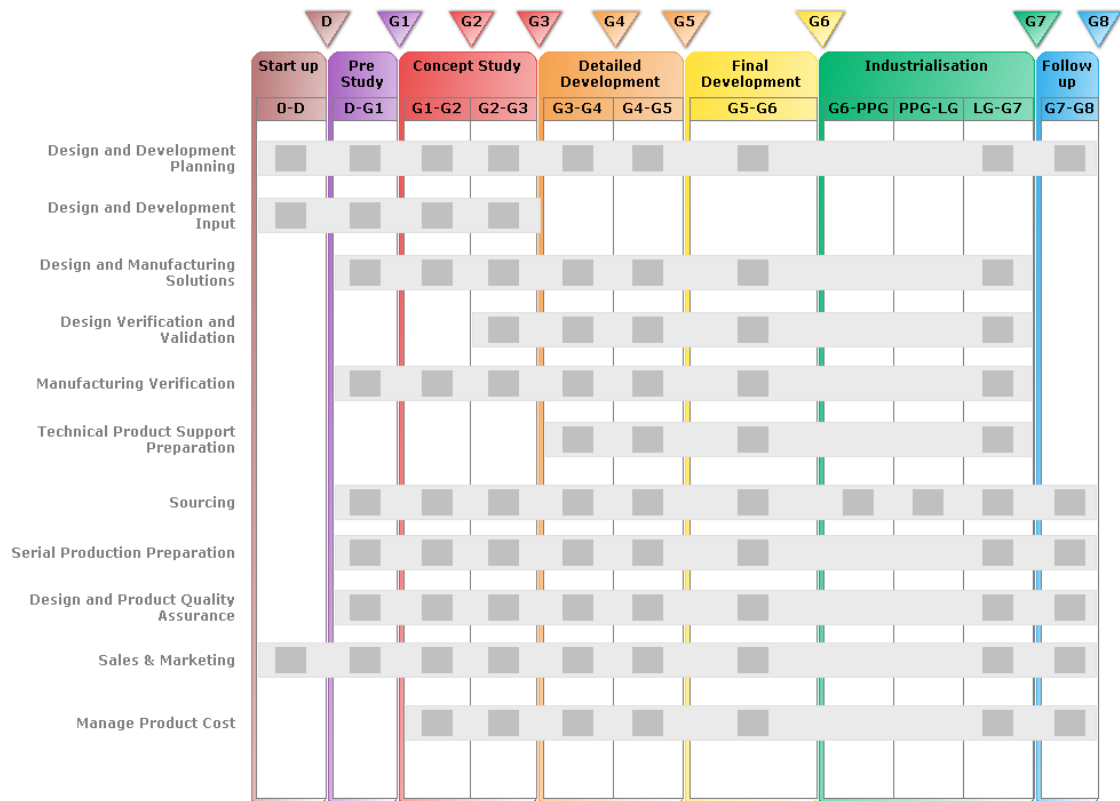 D G1 G2 G3 G4 G5 G6 G7 G8
Start up Pre Concept Study Detailed Final Industrialisation Follow
Study Development Development up
0-D D-G1 G1-G2 G2-G3 G3-G4 G4-G5 G5-G6 G6-PPG PPG-LG LG-G7 G7-G8
Design and Development
Planning
Design and Development
Input
Design and Manufacturing
Solutions
Design Verification and
Validation
Manufacturing Verification
Technical Product Support
Preparation
Sourcing
Serial Production Preparation
Design and Product Quality
Assurance
Sales & Marketing
Manage Product Cost